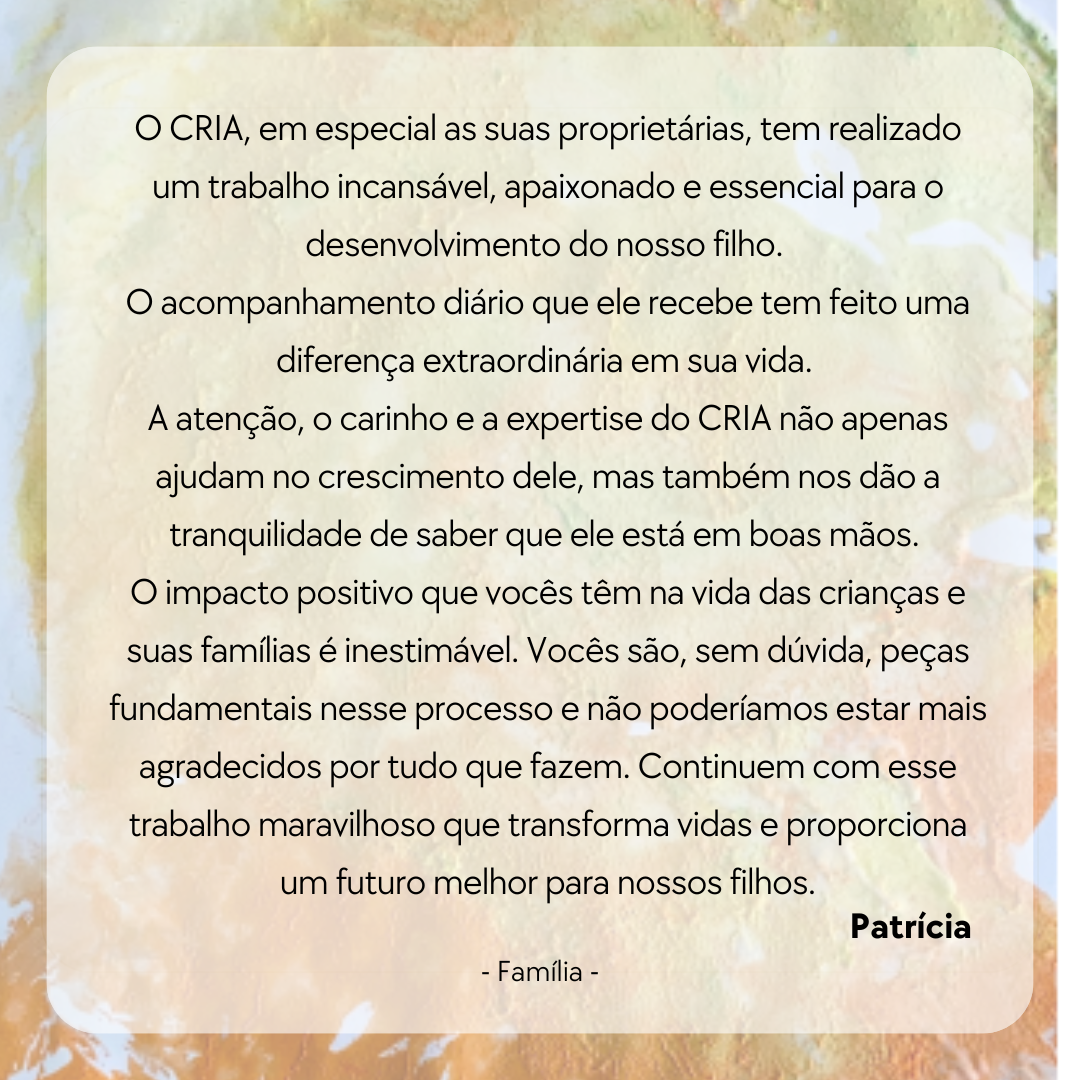 O CRIA, em especial as suas proprietárias, tem realizado
um trabalho incansável, apaixonado e essencial para o
desenvolvimento do nosso filho.
O acompanhamento diário que ele recebe tem feito uma
diferença extraordinária em sua vida.
A atenção, o carinho e a expertise do CRIA não apenas
ajudam no crescimento dele, mas também nos dão a
tranquilidade de saber que ele está em boas mãos.
O impacto positivo que vocês têm na vida das crianças e
suas famílias é inestimável. Vocês são, sem dúvida, peças
fundamentais nesse processo e não poderíamos estar mais
agradecidos por tudo que fazem. Continuem com esse
trabalho maravilhoso que transforma vidas e proporciona
um futuro melhor para nossos filhos.
Patrícia
- Família -